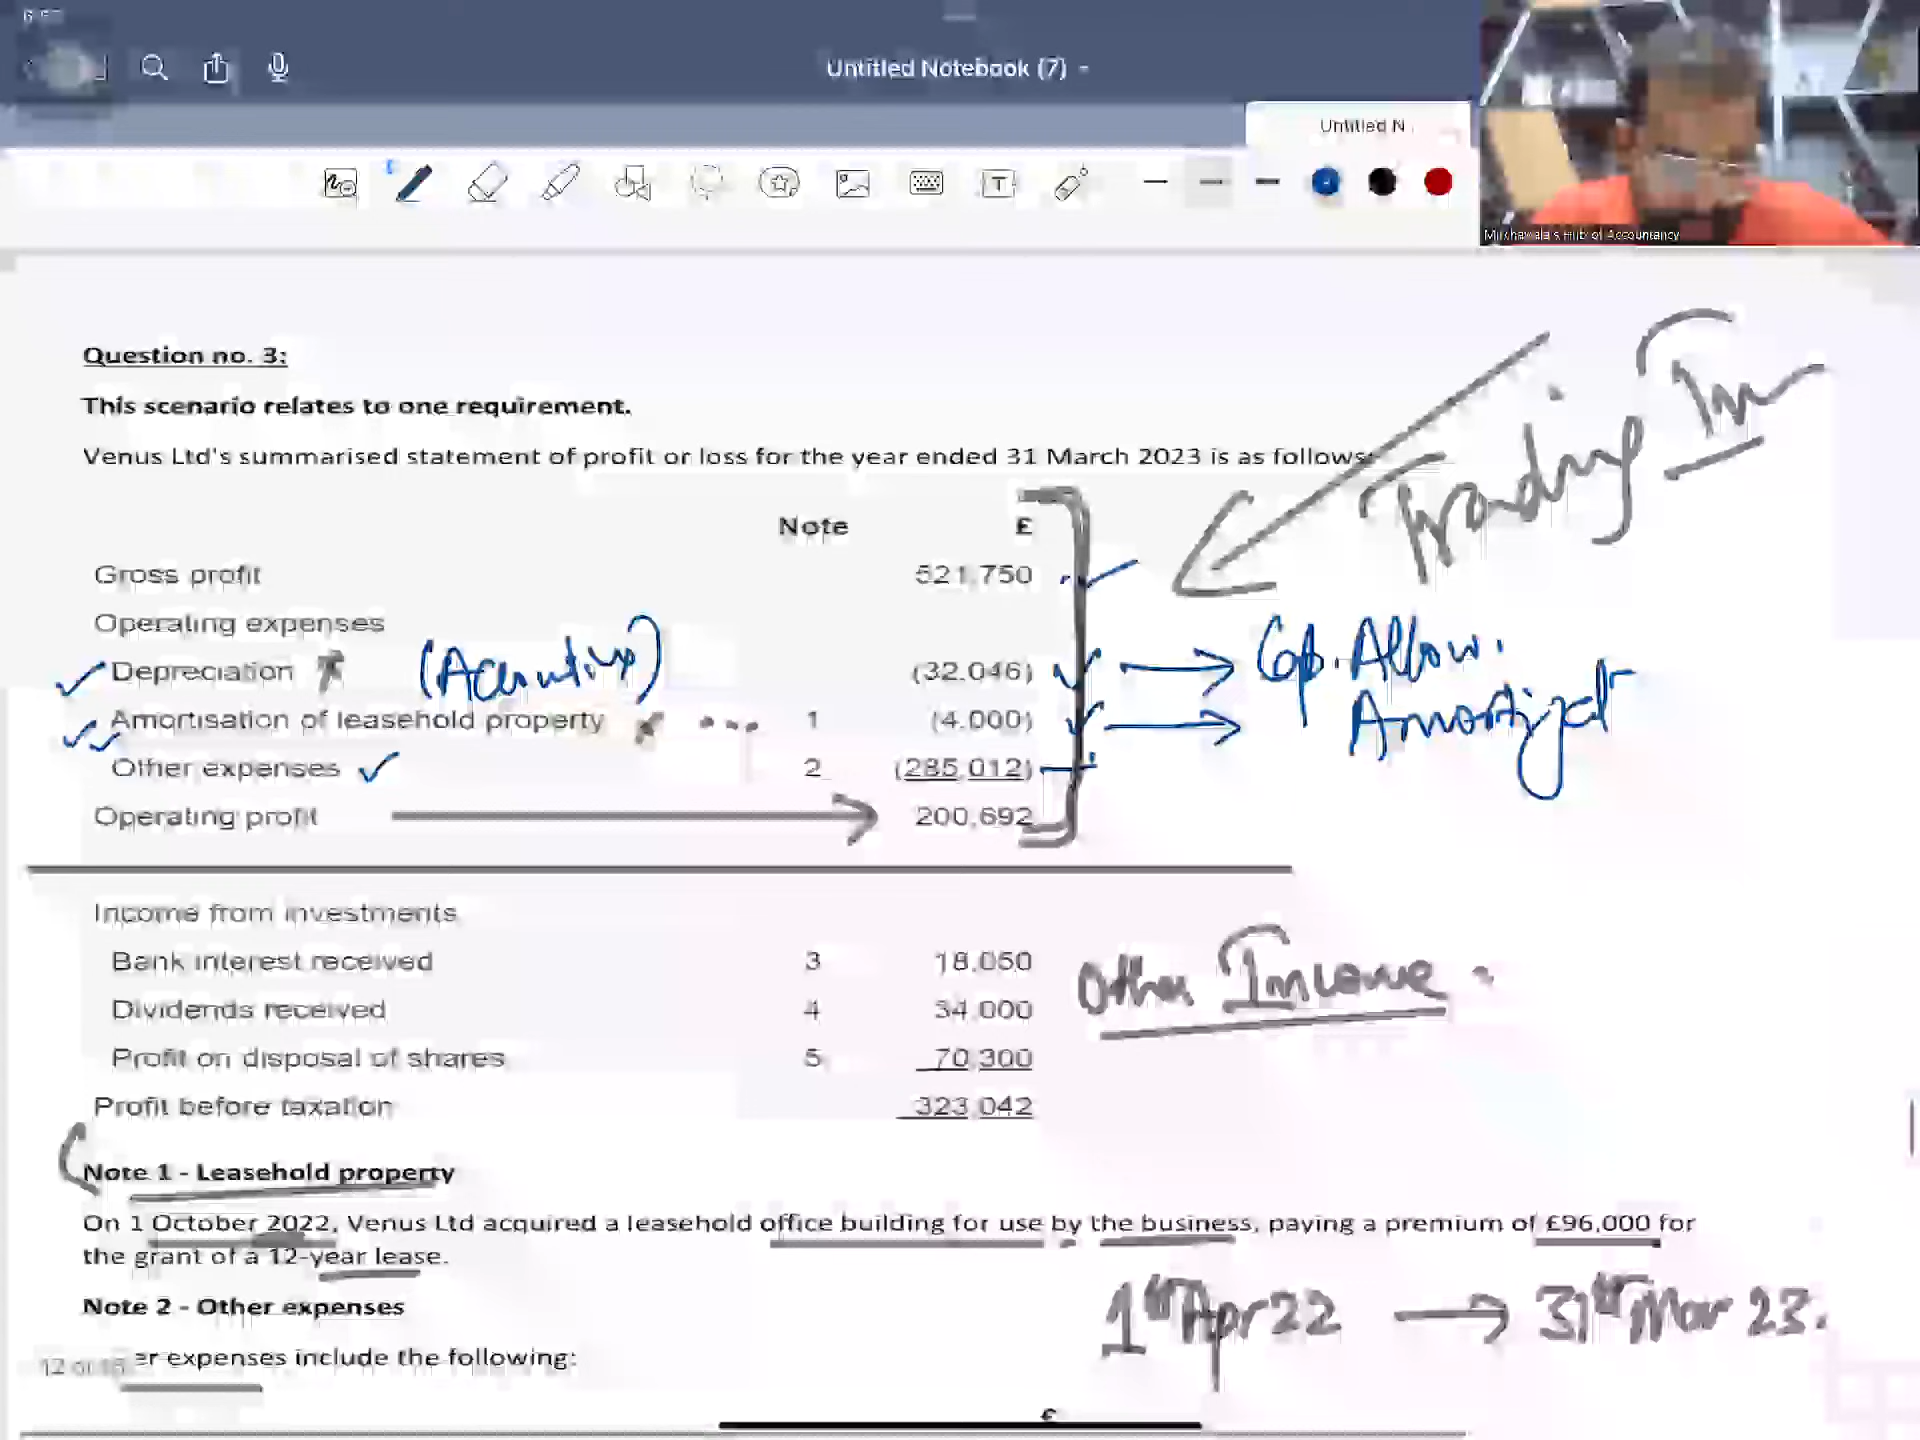 Untitled Notebook (7)
Untitled N
T
Mirchawala's Hub of Accountancy
Question no. 3:
This scenario relates to one requirement.
Trading In
Venus Ltd's summarised statement of profit or loss for the year ended 31 March 2023 is as follows:
Note £
Gross profit 521,750
Operating expenses
Depreciation (Accounting) (32,046) Cap. Allow.
Amortisation of leasehold property 1 (4,000) Amortizat
Other expenses 2 (285,012)
Operating profit 200,692
Income from investments
Bank interest received 3 18,050
Dividends received 4 34,000
Other Income
Profit on disposal of shares 5 70,300
Profit before taxation 323,042
Note 1 - Leasehold property
On 1 October 2022, Venus Ltd acquired a leasehold office building for use by the business, paying a premium of £96,000 for
the grant of a 12-year lease.
Note 2 - Other expenses
1st Apr 22 → 31st Mar 23.
er expenses include the following:
£